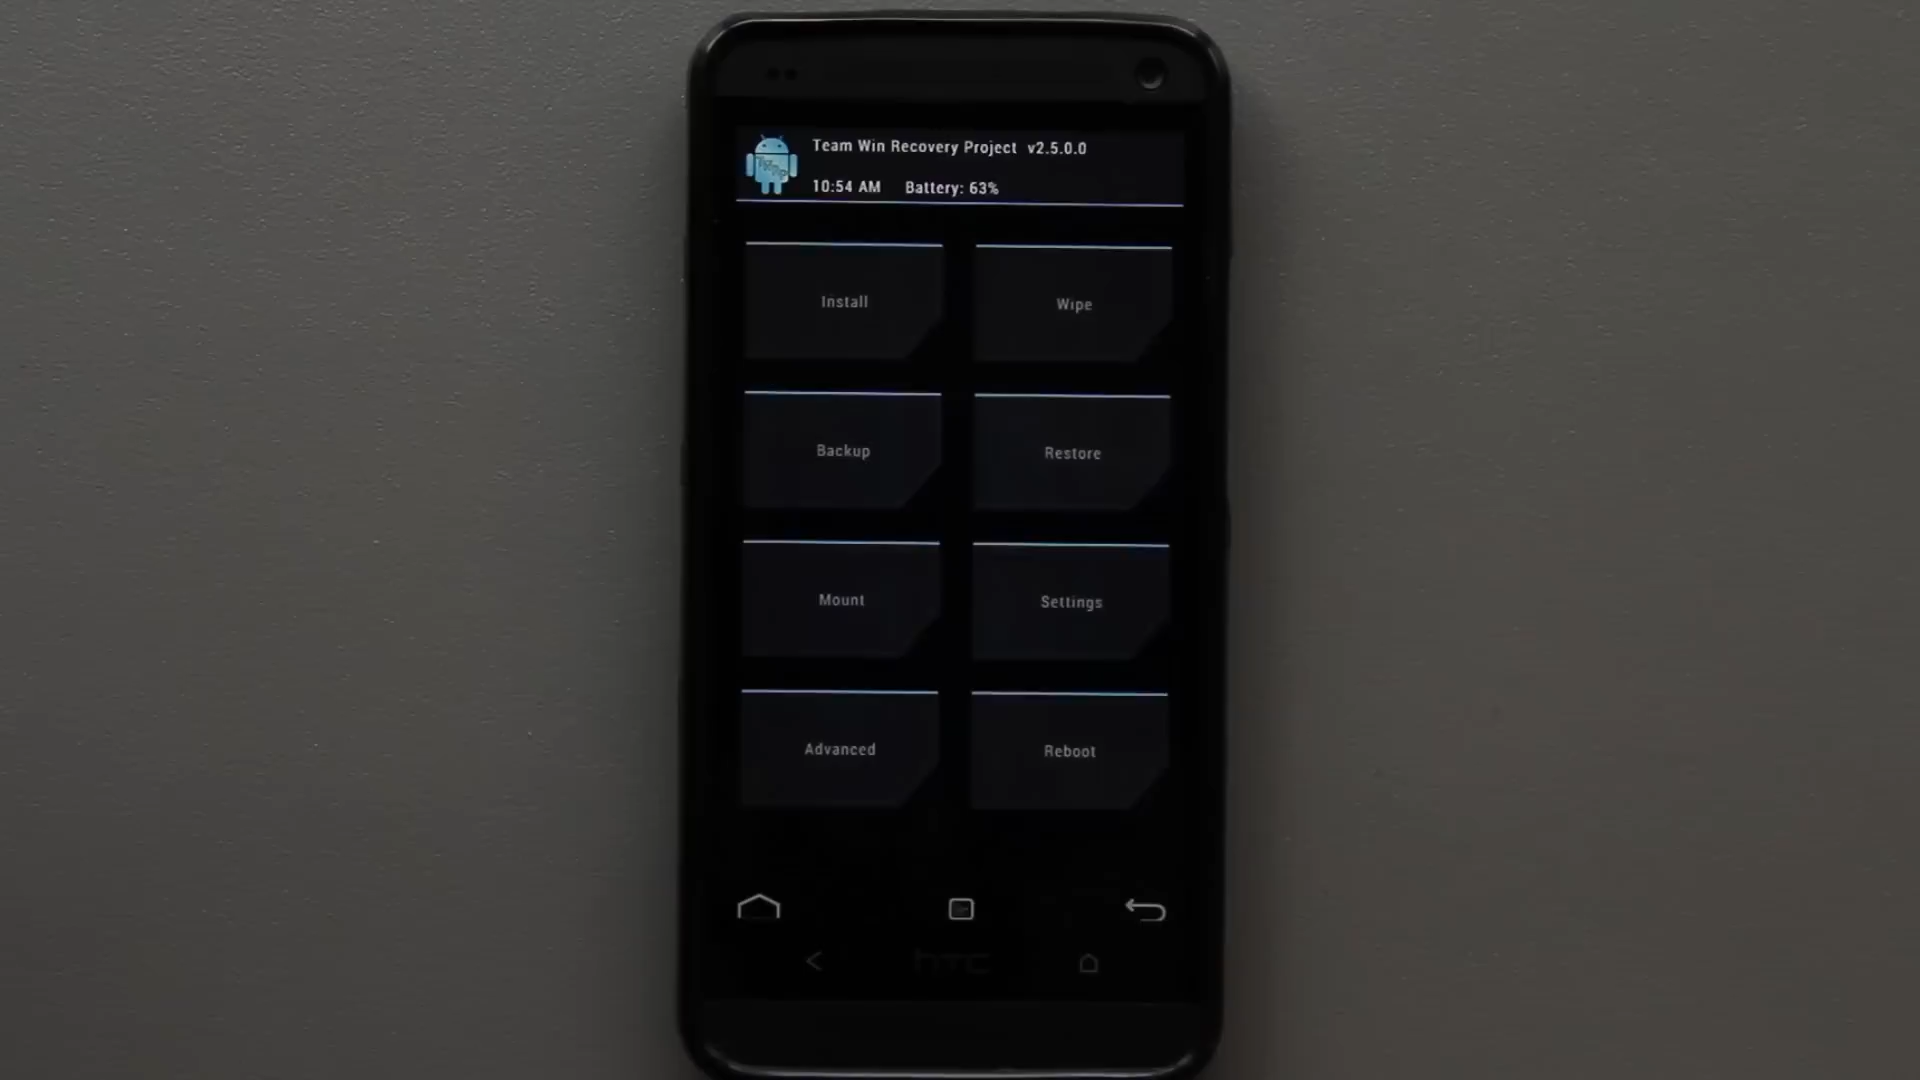 Team Win Recovery Project v2.5.0.0
10:54 AM Battery: 63%
Install
Wipe
Backup
Restore
Mount
Settings
Advanced
Reboot
hTC